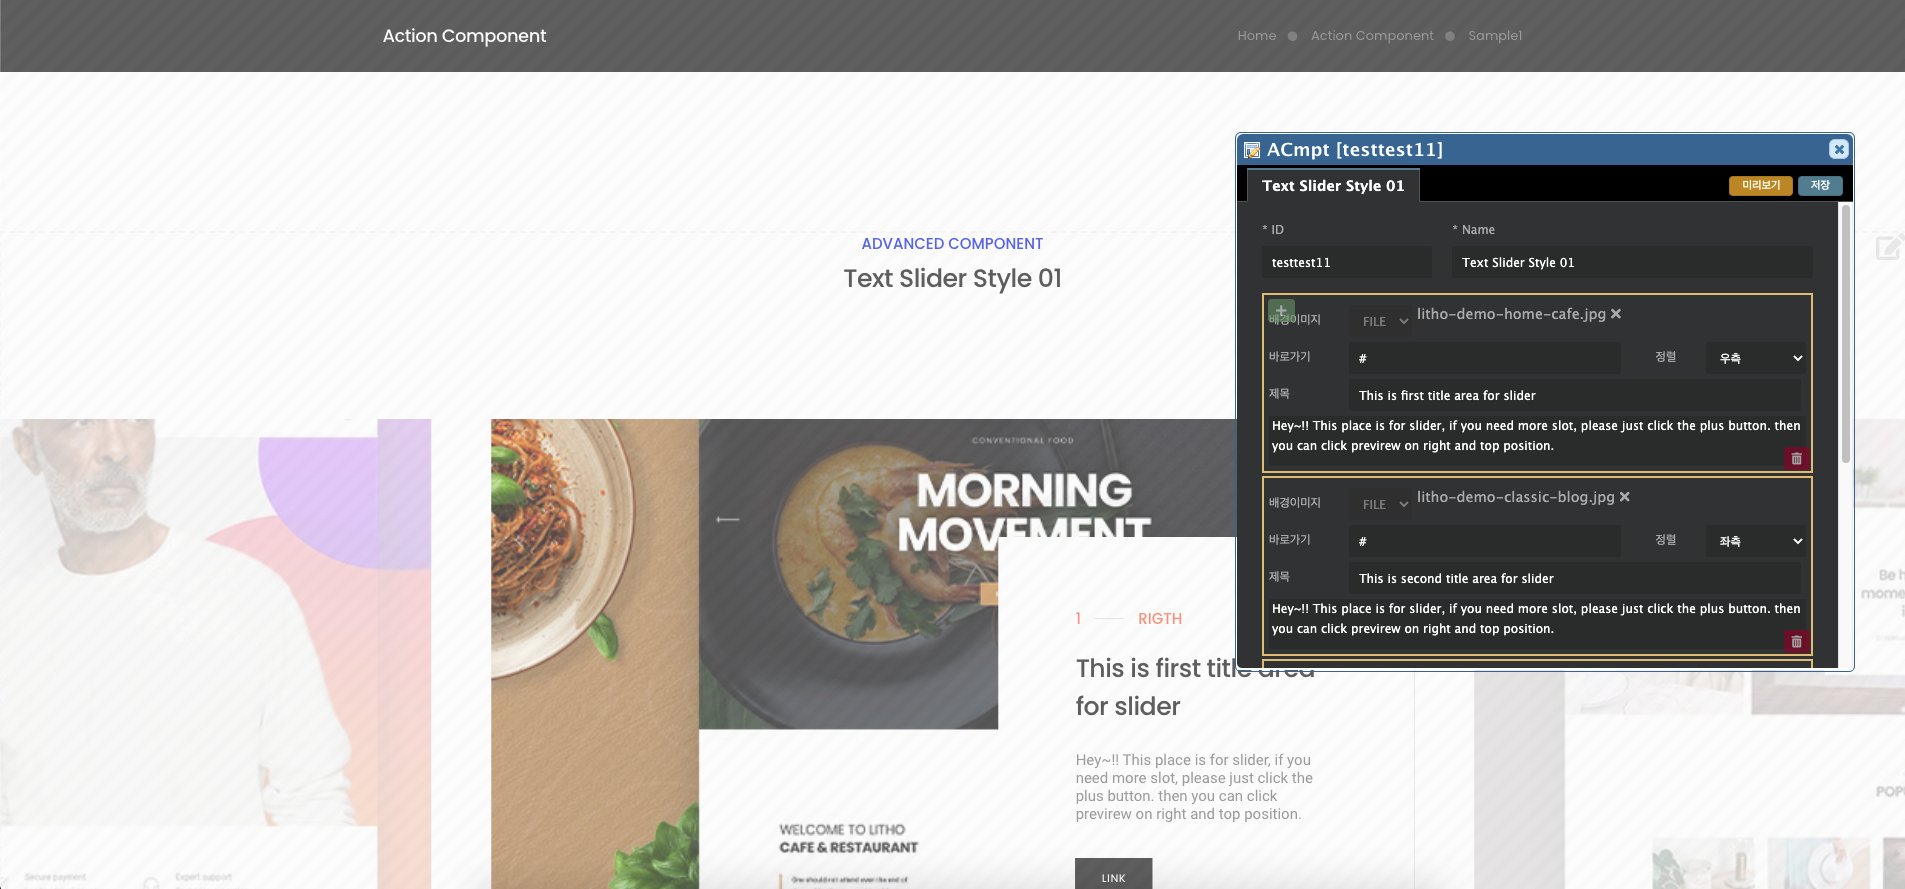 Action Component
Home
Action Component
Sample1
ADVANCED COMPONENT
Text Slider Style 01
ACmpt [testtest11]
Text Slider Style 01
미리보기
저장
* ID
* Name
testtest11
Text Slider Style 01
배경이미지
FILE
litho-demo-home-cafe.jpg
바로가기
#
정렬
우측
제목
This is first title area for slider
Hey~!! This place is for slider, if you need more slot, please just click the plus button. then
you can click previrew on right and top position.
배경이미지
FILE
litho-demo-classic-blog.jpg
바로가기
#
정렬
좌측
제목
This is second title area for slider
Hey~!! This place is for slider, if you need more slot, please just click the plus button. then
you can click previrew on right and top position.
CONVENTIONAL FOOD
MORNING
MOVEMENT
1
RIGTH
This is first title area
for slider
Hey~!! This place is for slider, if you
need more slot, please just click the
plus button. then you can click
previrew on right and top position.
LINK
WELCOME TO LITHO
CAFE & RESTAURANT
One should not attend even the end of
Secure payment
Expert support